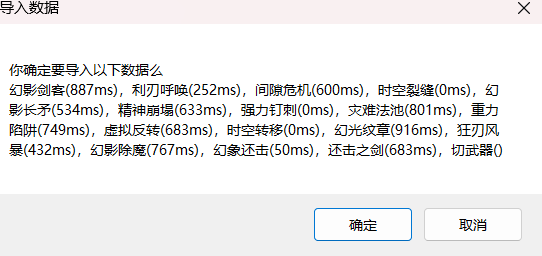 导入数据
你确定要导入以下数据么
幻影剑客(887ms)，利刃呼唤(252ms)，间隙危机(600ms)，时空裂缝(0ms)，幻
影长矛(534ms)，精神崩塌(633ms)，强力钉刺(0ms)，灾难法池(801ms)，重力
陷阱(749ms)，虚拟反转(683ms)，时空转移(0ms)，幻光纹章(916ms)，狂刃风
暴(432ms)，幻影除魔(767ms)，幻象还击(50ms)，还击之剑(683ms)，切武器()
确定
取消